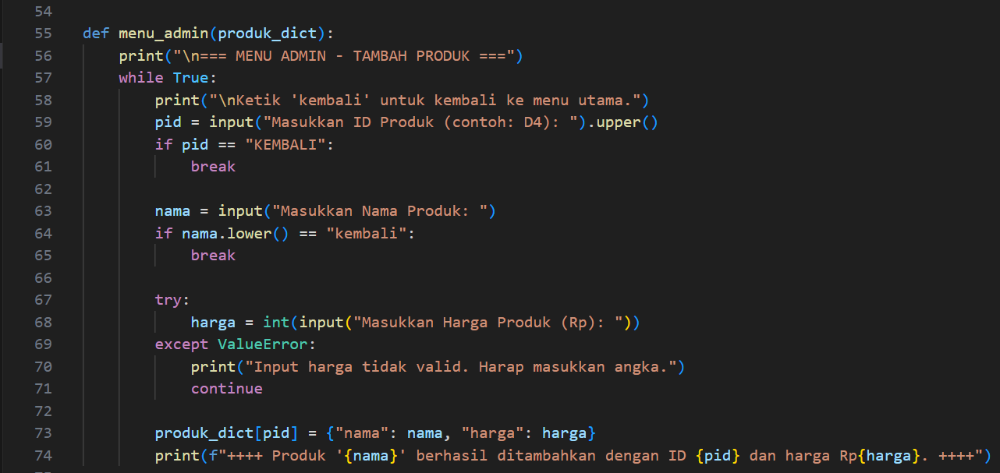 54
55 def menu_admin(produk_dict):
56     print("\n=== MENU ADMIN - TAMBAH PRODUK ===")
57     while True:
58         print("\nKetik 'kembali' untuk kembali ke menu utama.")
59         pid = input("Masukkan ID Produk (contoh: D4): ").upper()
60         if pid == "KEMBALI":
61             break
62
63         nama = input("Masukkan Nama Produk: ")
64         if nama.lower() == "kembali":
65             break
66
67         try:
68             harga = int(input("Masukkan Harga Produk (Rp): "))
69         except ValueError:
70             print("Input harga tidak valid. Harap masukkan angka.")
71             continue
72
73         produk_dict[pid] = {"nama": nama, "harga": harga}
74         print(f"++++ Produk '{nama}' berhasil ditambahkan dengan ID {pid} dan harga Rp{harga}. ++++")